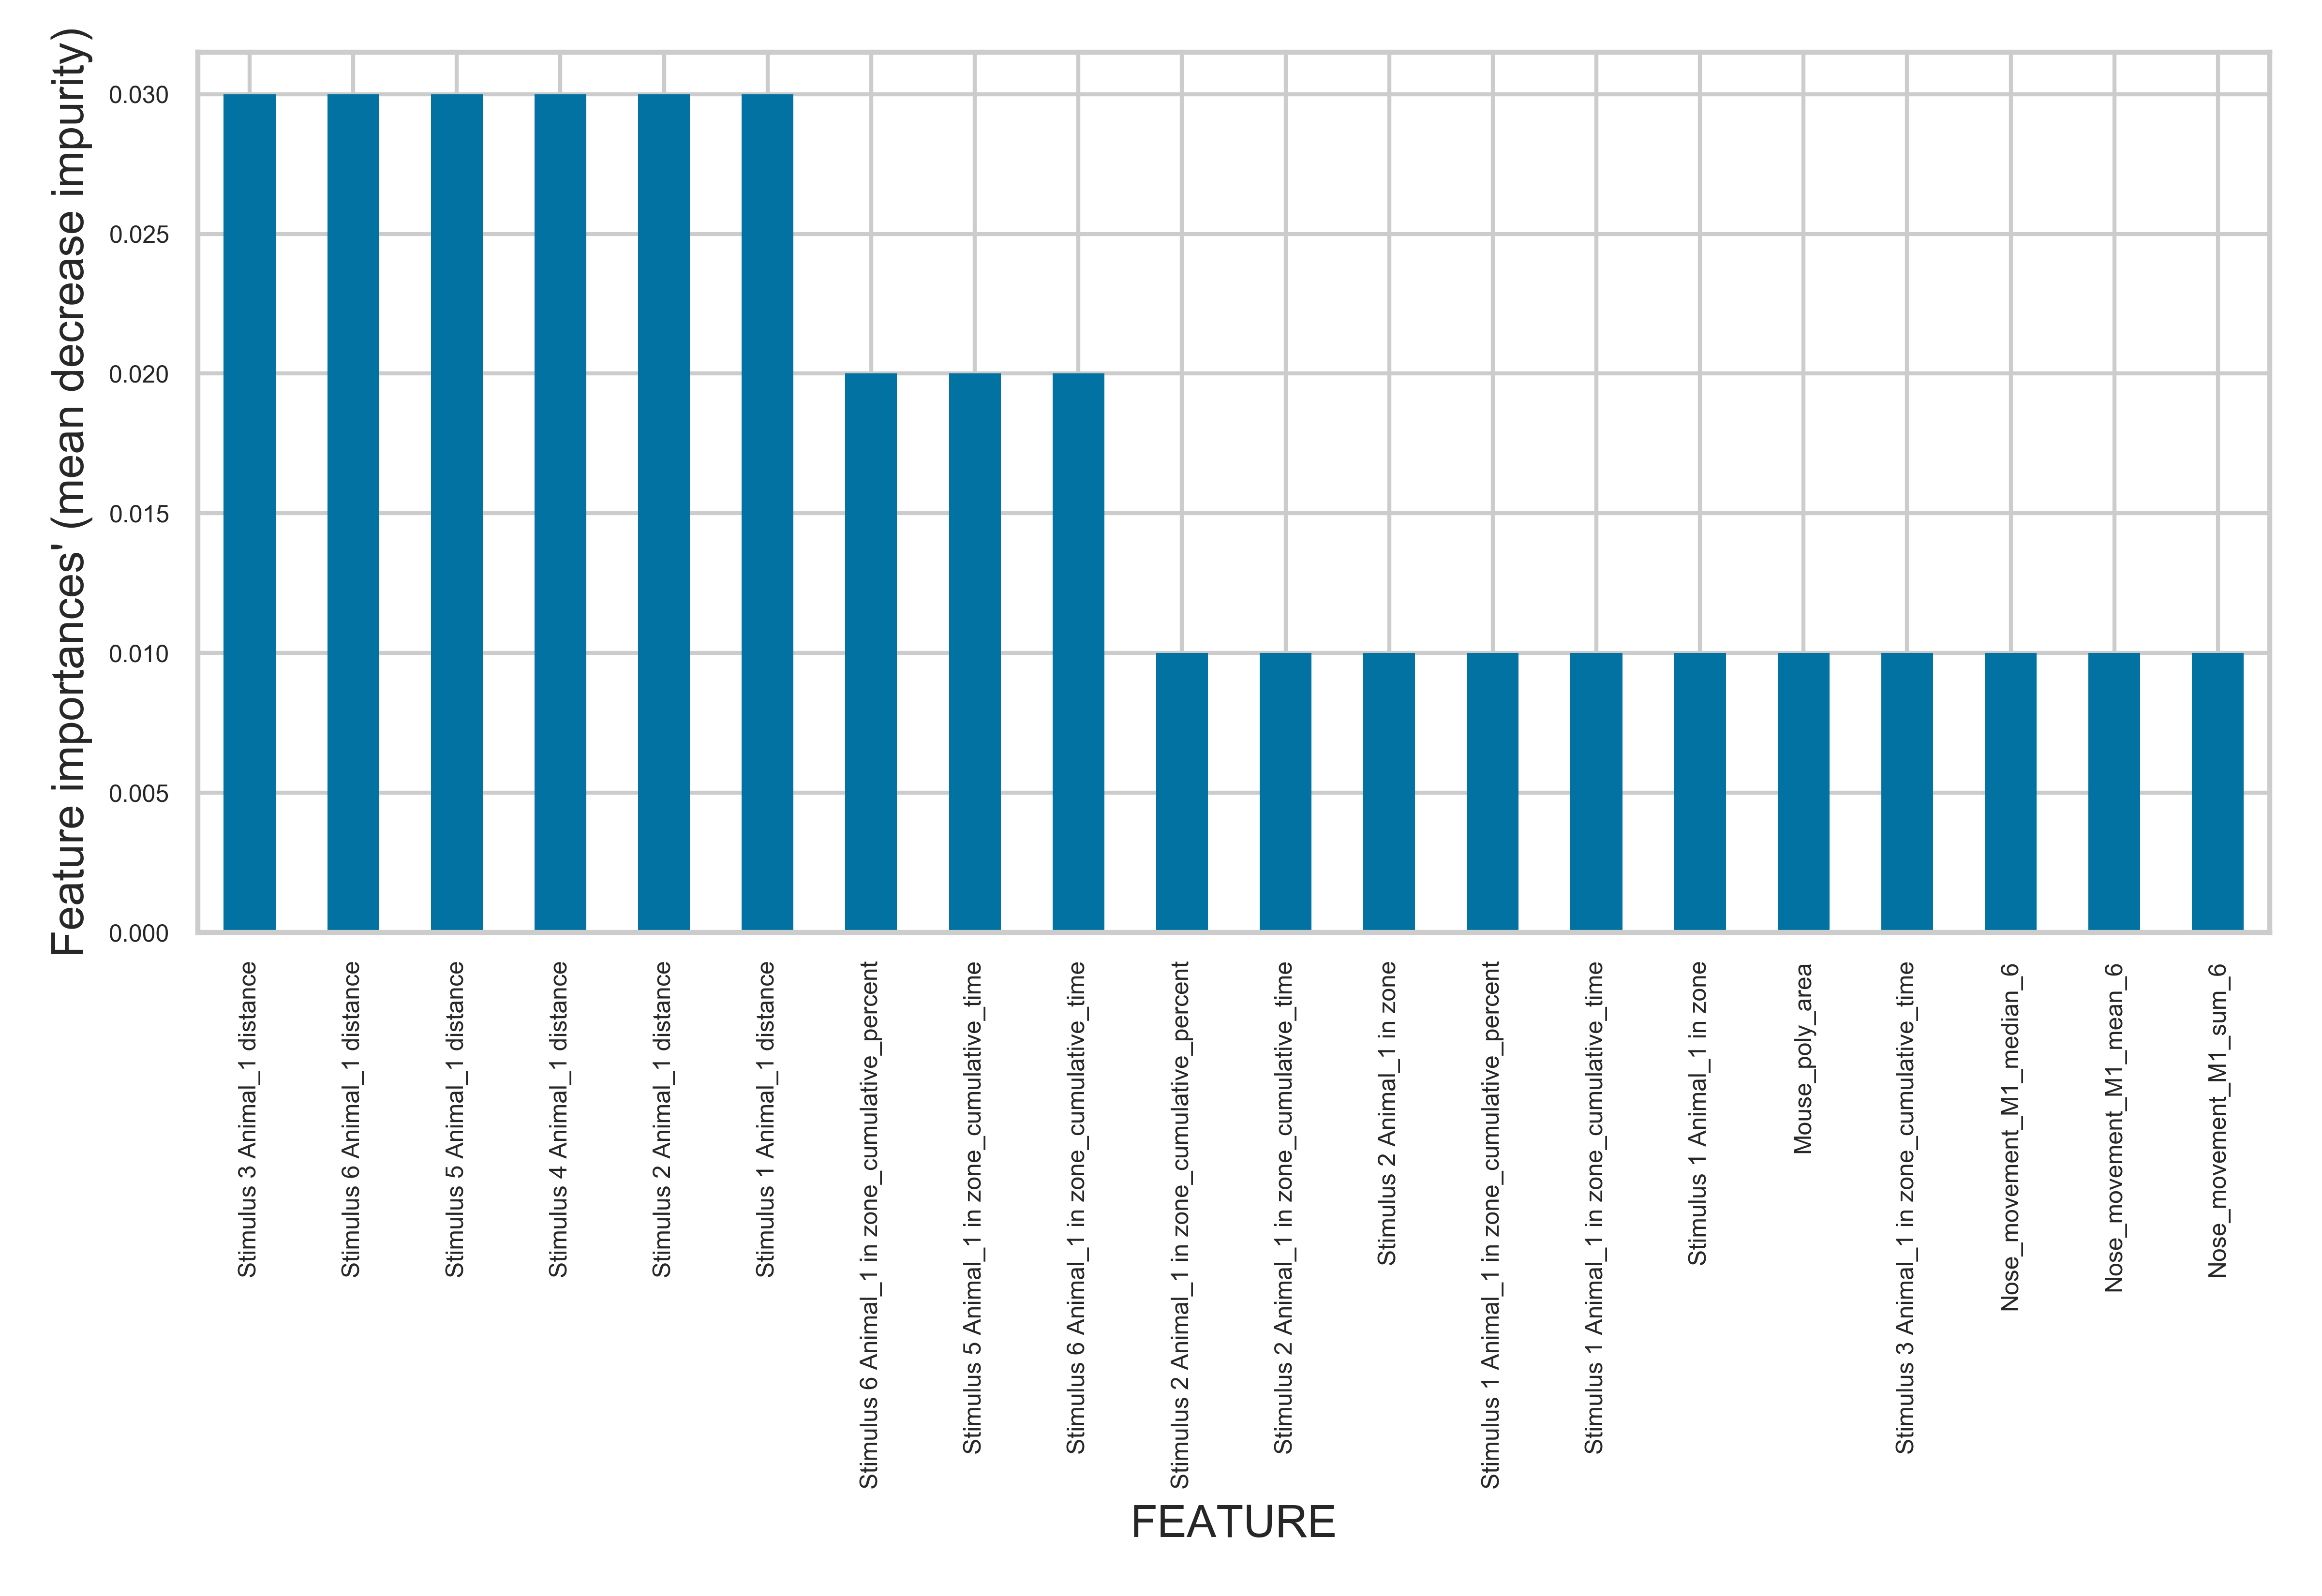 Feature importances' (mean decrease impurity)
0.030
0.025
0.020
0.015
0.010
0.005
0.000
Stimulus 3 Animal_1 distance
Stimulus 6 Animal_1 distance
Stimulus 5 Animal_1 distance
Stimulus 4 Animal_1 distance
Stimulus 2 Animal_1 distance
Stimulus 1 Animal_1 distance
Stimulus 6 Animal_1 in zone_cumulative_percent
Stimulus 5 Animal_1 in zone_cumulative_time
Stimulus 6 Animal_1 in zone_cumulative_time
Stimulus 2 Animal_1 in zone_cumulative_percent
Stimulus 2 Animal_1 in zone_cumulative_time
Stimulus 2 Animal_1 in zone
Stimulus 1 Animal_1 in zone_cumulative_percent
Stimulus 1 Animal_1 in zone_cumulative_time
Stimulus 1 Animal_1 in zone
Mouse_poly_area
Stimulus 3 Animal_1 in zone_cumulative_time
Nose_movement_M1_median_6
Nose_movement_M1_mean_6
Nose_movement_M1_sum_6
FEATURE